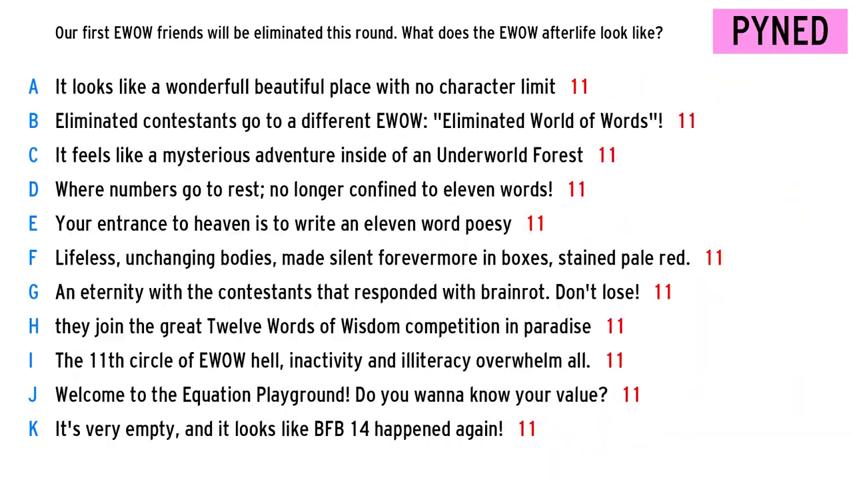 Our first EWOW friends will be eliminated this round. What does the EWOW afterlife look like?
PYNED
A It looks like a wonderfull beautiful place with no character limit 11
B Eliminated contestants go to a different EWOW: "Eliminated World of Words"! 11
C It feels like a mysterious adventure inside of an Underworld Forest 11
D Where numbers go to rest; no longer confined to eleven words! 11
E Your entrance to heaven is to write an eleven word poesy 11
F Lifeless, unchanging bodies, made silent forevermore in boxes, stained pale red. 11
G An eternity with the contestants that responded with brainrot. Don't lose! 11
H they join the great Twelve Words of Wisdom competition in paradise 11
I The 11th circle of EWOW hell, inactivity and illiteracy overwhelm all. 11
J Welcome to the Equation Playground! Do you wanna know your value? 11
K It's very empty, and it looks like BFB 14 happened again! 11